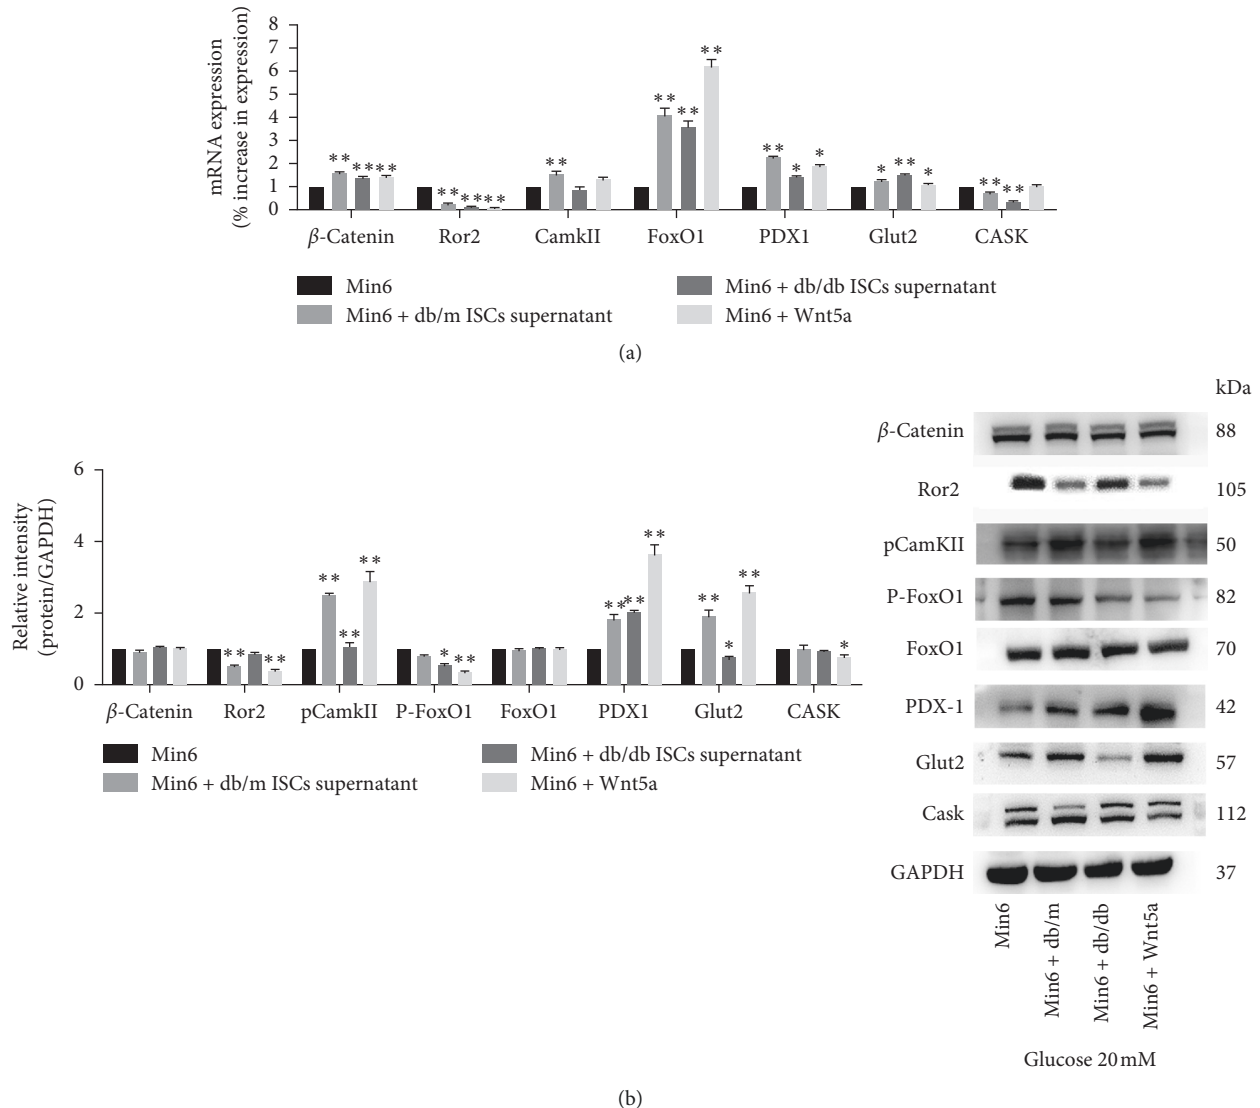 mRNA expression
(% increase in expression)
8
7
6
5
4
3
2
1
0
** ** **
** ** **
**
** ** **
** * *
* ** *
** **
β-Catenin Ror2 CamkII FoxO1 PDX1 Glut2 CASK
Min6
Min6 + db/m ISCs supernatant
Min6 + db/db ISCs supernatant
Min6 + Wnt5a
(a)
Relative intensity
(protein/GAPDH)
6
4
2
0
** **
** ** **
* **
** ** **
** * **
*
β-Catenin Ror2 pCamkII P-FoxO1 FoxO1 PDX1 Glut2 CASK
Min6
Min6 + db/m ISCs supernatant
Min6 + db/db ISCs supernatant
Min6 + Wnt5a
kDa
β-Catenin 88
Ror2 105
pCamKII 50
P-FoxO1 82
FoxO1 70
PDX-1 42
Glut2 57
Cask 112
GAPDH 37
Min6
Min6 + db/m
Min6 + db/db
Min6 + Wnt5a
Glucose 20 mM
(b)